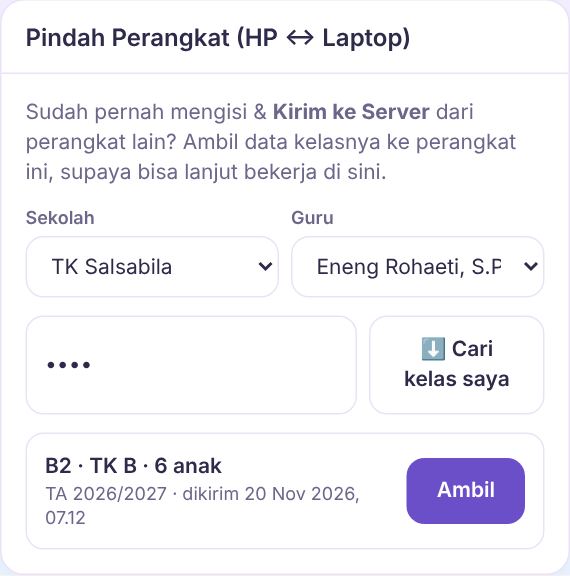 Pindah Perangkat (HP ↔ Laptop)
Sudah pernah mengisi & Kirim ke Server dari
perangkat lain? Ambil data kelasnya ke perangkat
ini, supaya bisa lanjut bekerja di sini.
Sekolah
Guru
TK Salsabila
Eneng Rohaeti, S.P
••••
⬇️ Cari
kelas saya
B2 · TK B · 6 anak
TA 2026/2027 · dikirim 20 Nov 2026,
07.12
Ambil